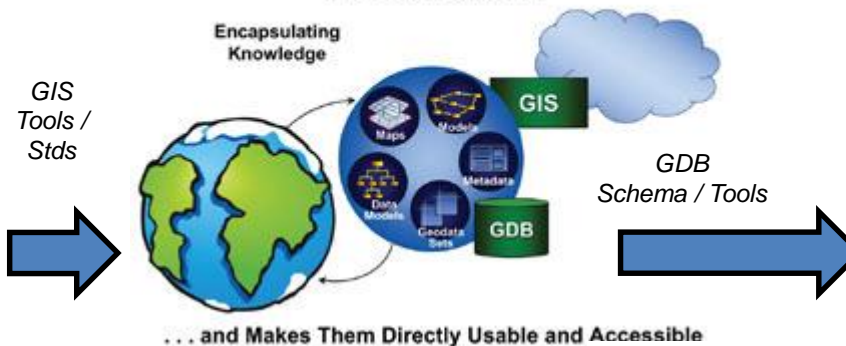 Encapsulating
Knowledge
GIS
Tools /
Stds
GIS
Maps
Models
Metadata
Data
Models
Geodata
Sets
GDB
GDB
Schema / Tools
. . . and Makes Them Directly Usable and Accessible